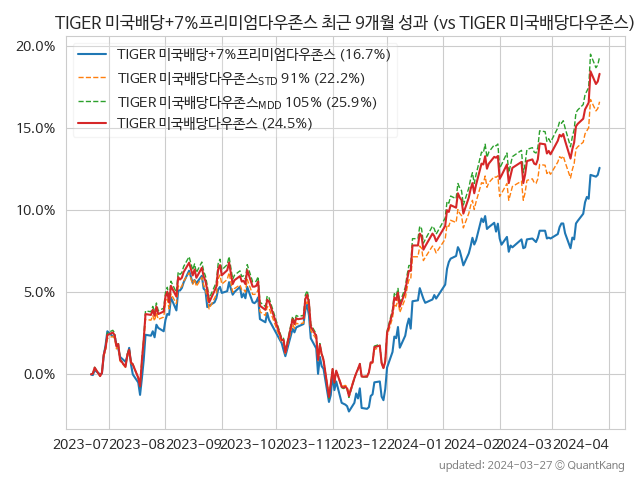 TIGER 미국배당+7%프리미엄다우존스 최근 9개월 성과 (vs TIGER 미국배당다우존스)
TIGER 미국배당+7%프리미엄다우존스 (16.7%)
TIGER 미국배당다우존스STD 91% (22.2%)
TIGER 미국배당다우존스MDD 105% (25.9%)
TIGER 미국배당다우존스 (24.5%)
20.0%
15.0%
10.0%
5.0%
0.0%
2023-07 2023-08 2023-09 2023-10 2023-11 2023-12 2024-01 2024-02 2024-03 2024-04
updated: 2024-03-27 © QuantKang